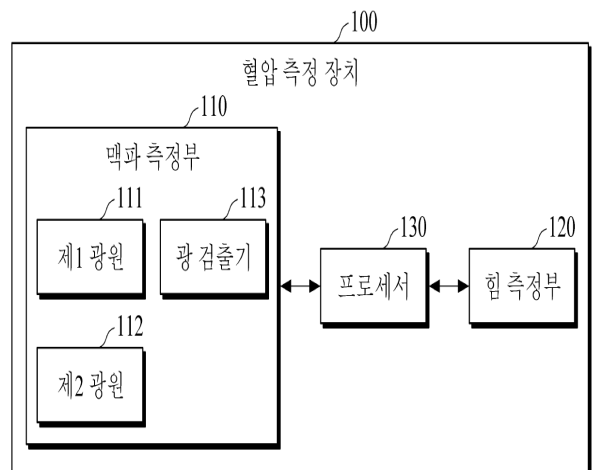 100
혈압 측정 장치
110
맥파 측정부
111
113
제1 광원
광 검출기
130
120
프로세서
힘 측정부
112
제2 광원